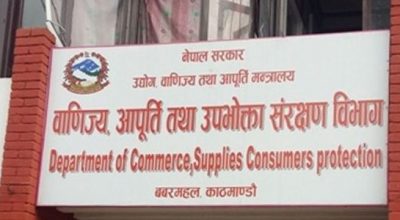 नेपाल सरकार
उद्योग, वाणिज्य तथा आपूर्ति मन्त्रालय
वाणिज्य, आपूर्ति तथा उपभोक्ता संरक्षण विभाग
Department of Commerce,Supplies Consumers protection
बबरमहल, काठमाण्डौ